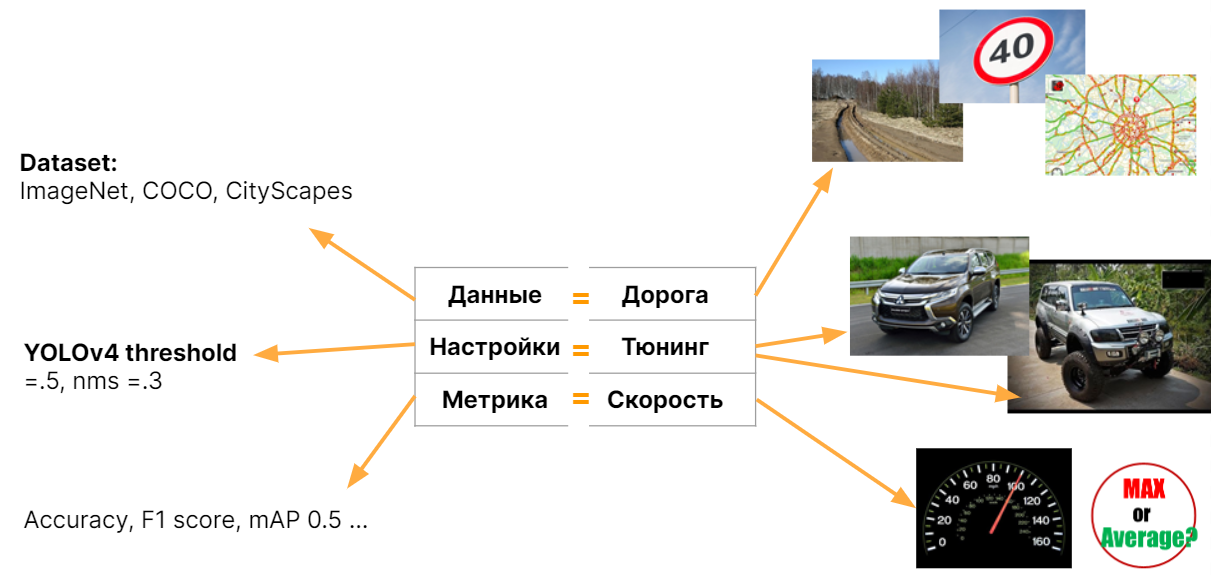 40
Dataset:
ImageNet, COCO, CityScapes
Данные = Дорога
YOLOv4 threshold
=.5, nms =.3
Настройки = Тюнинг
Метрика = Скорость
Accuracy, F1 score, mAP 0.5 ...
0
20
40
60
80
100
120
140
160
mph
MAX
or
Average?